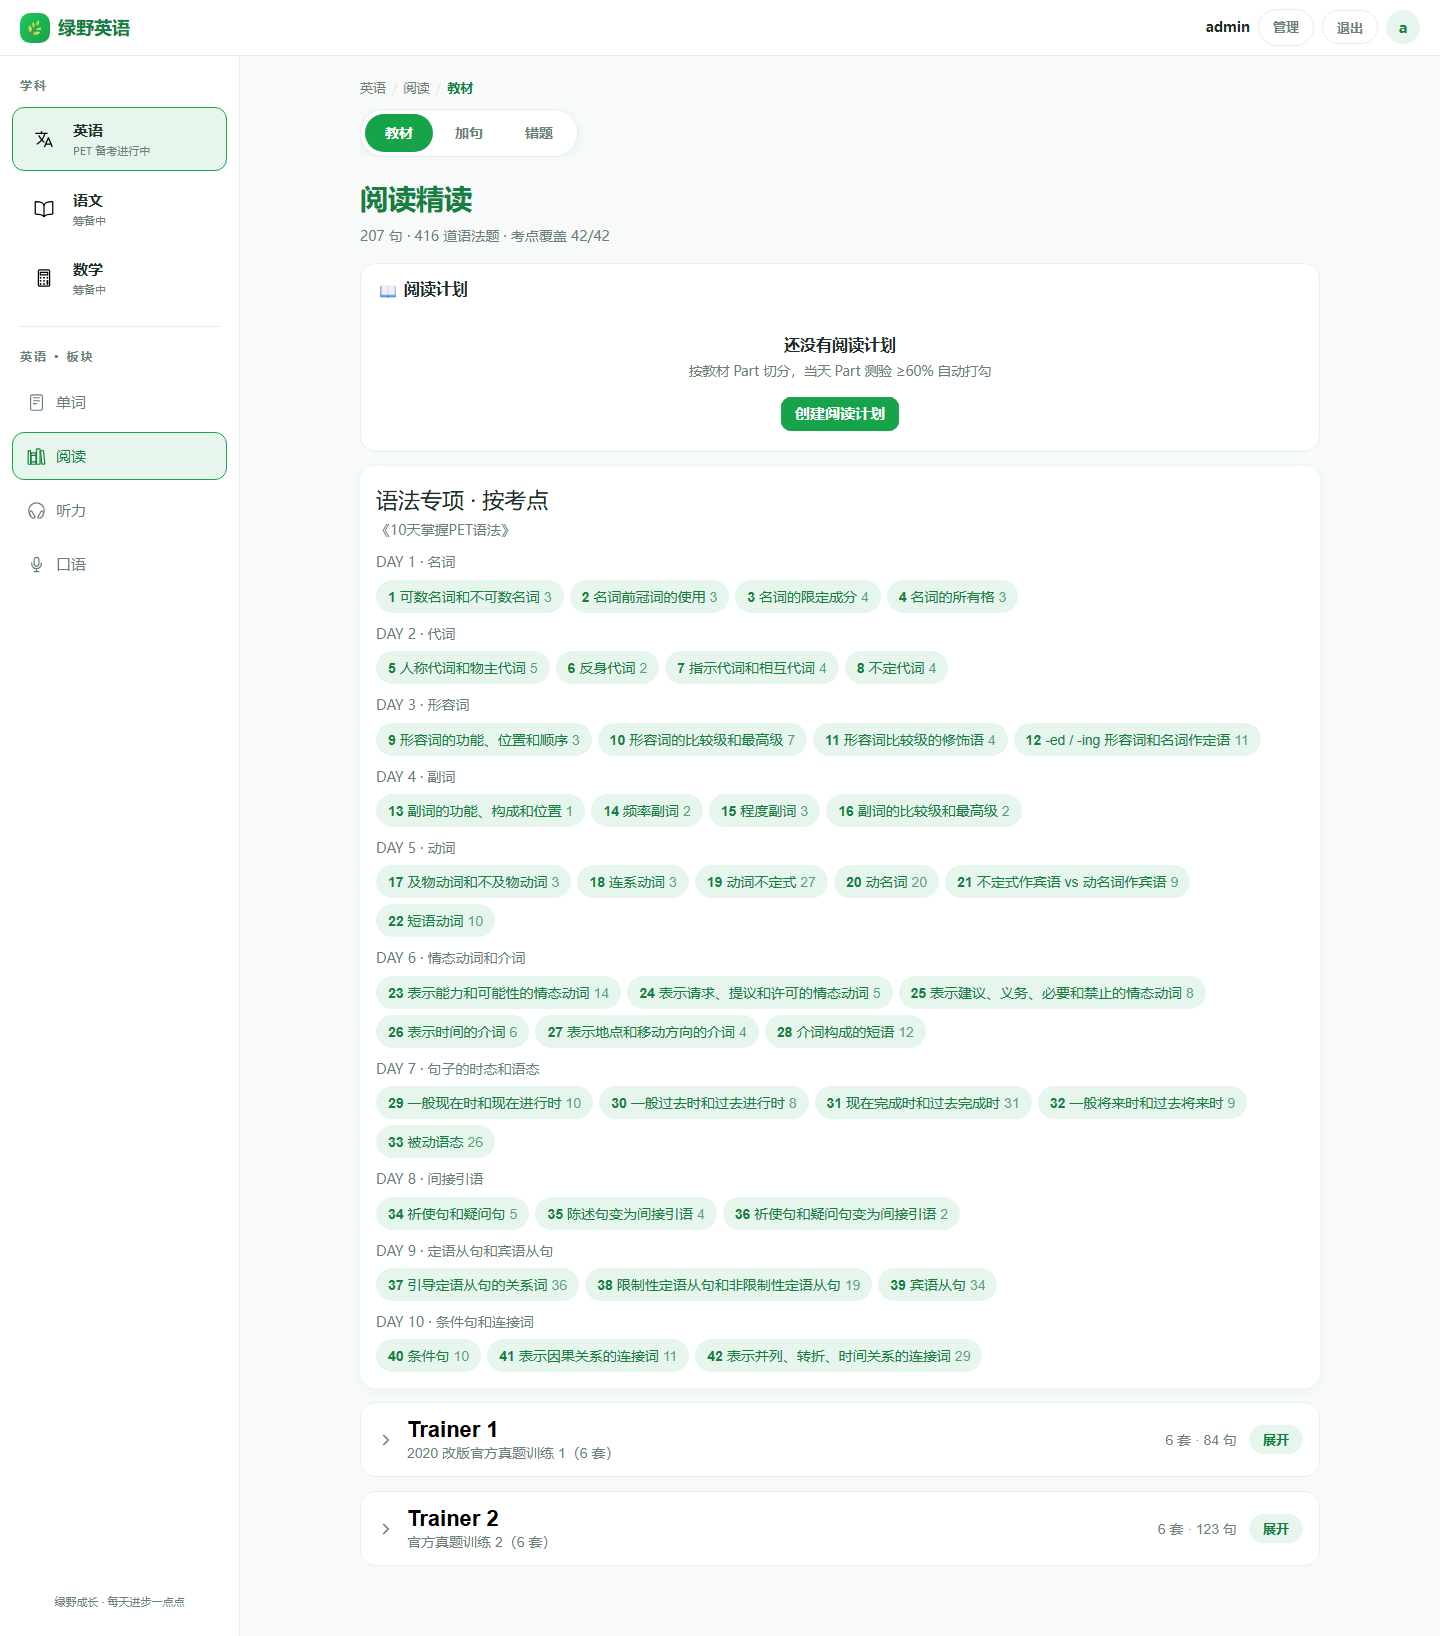 绿野英语
admin 管理 退出 a
学科
英语
PET 备考进行中
语文
筹备中
数学
筹备中
英语 • 板块
单词
阅读
听力
口语
绿野成长 · 每天进步一点点
英语 / 阅读 / 教材
教材 加句 错题
阅读精读
207 句 · 416 道语法题 · 考点覆盖 42/42
阅读计划
还没有阅读计划
按教材 Part 切分，当天 Part 测验 ≥60% 自动打勾
创建阅读计划
语法专项 · 按考点
《10天掌握PET语法》
DAY 1 · 名词
1 可数名词和不可数名词 3 2 名词前冠词的使用 3 3 名词的限定成分 4 4 名词的所有格 3
DAY 2 · 代词
5 人称代词和物主代词 5 6 反身代词 2 7 指示代词和相互代词 4 8 不定代词 4
DAY 3 · 形容词
9 形容词的功能、位置和顺序 3 10 形容词的比较级和最高级 7 11 形容词比较级的修饰语 4 12 -ed / -ing 形容词和名词作定语 11
DAY 4 · 副词
13 副词的功能、构成和位置 1 14 频率副词 2 15 程度副词 3 16 副词的比较级和最高级 2
DAY 5 · 动词
17 及物动词和不及物动词 3 18 连系动词 3 19 动词不定式 27 20 动名词 20 21 不定式作宾语 vs 动名词作宾语 9
22 短语动词 10
DAY 6 · 情态动词和介词
23 表示能力和可能性的情态动词 14 24 表示请求、提议和许可的情态动词 5 25 表示建议、义务、必要和禁止的情态动词 8
26 表示时间的介词 6 27 表示地点和移动方向的介词 4 28 介词构成的短语 12
DAY 7 · 句子的时态和语态
29 一般现在时和现在进行时 10 30 一般过去时和过去进行时 8 31 现在完成时和过去完成时 31 32 一般将来时和过去将来时 9
33 被动语态 26
DAY 8 · 间接引语
34 祈使句和疑问句 5 35 陈述句变为间接引语 4 36 祈使句和疑问句变为间接引语 2
DAY 9 · 定语从句和宾语从句
37 引导定语从句的关系词 36 38 限制性定语从句和非限制性定语从句 19 39 宾语从句 34
DAY 10 · 条件句和连接词
40 条件句 10 41 表示因果关系的连接词 11 42 表示并列、转折、时间关系的连接词 29
Trainer 1
2020 改版官方真题训练 1（6 套）
6 套 · 84 句 展开
Trainer 2
官方真题训练 2（6 套）
6 套 · 123 句 展开